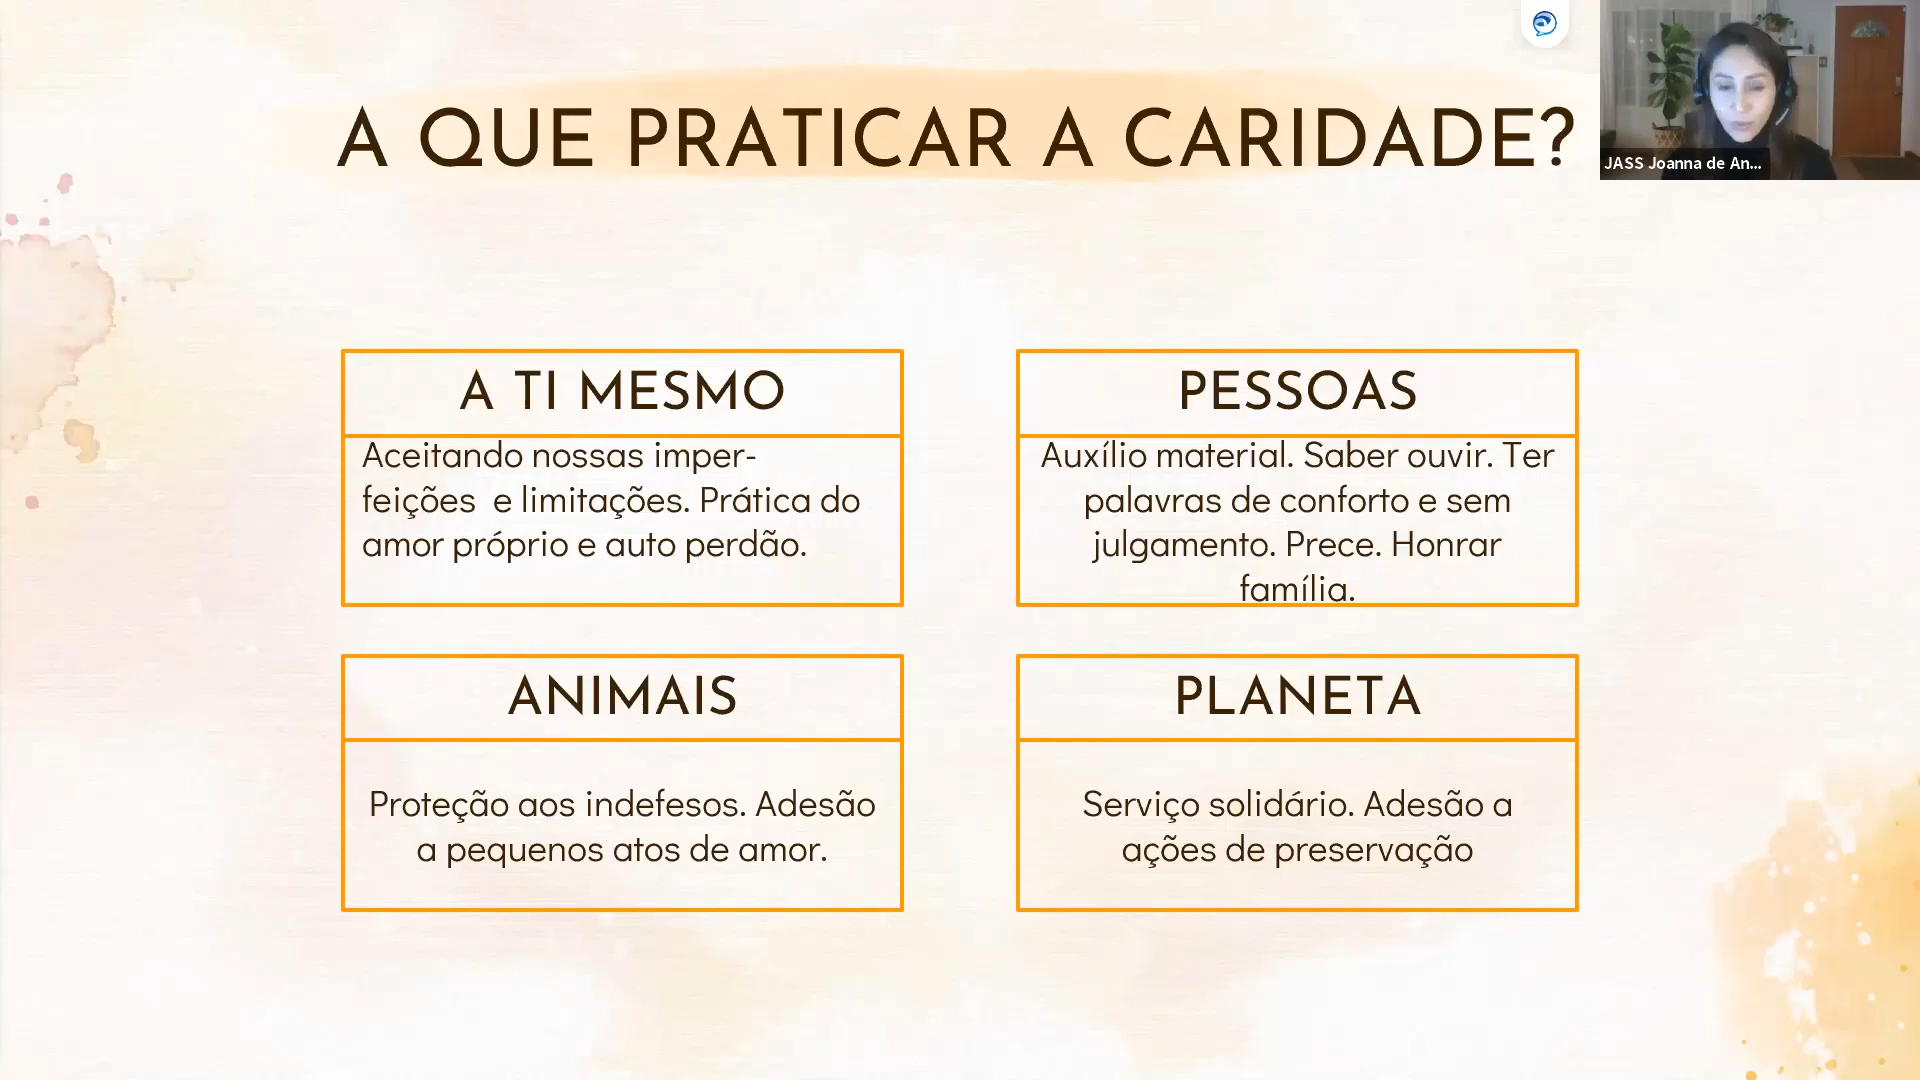 A QUE PRATICAR A CARIDADE?
JASS Joanna de An...
A TI MESMO
Aceitando nossas imper-
feições e limitações. Prática do
amor próprio e auto perdão.
PESSOAS
Auxílio material. Saber ouvir. Ter
palavras de conforto e sem
julgamento. Prece. Honrar
família.
ANIMAIS
Proteção aos indefesos. Adesão
a pequenos atos de amor.
PLANETA
Serviço solidário. Adesão a
ações de preservação